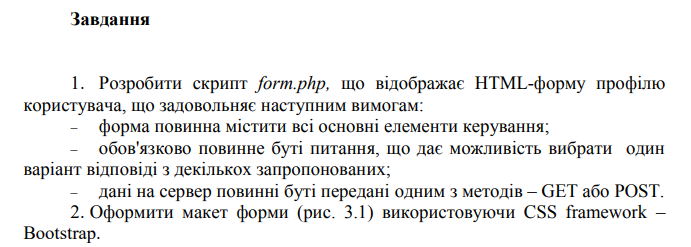 Завдання
1. Розробити скрипт form.php, що відображає HTML-форму профілю
користувача, що задовольняє наступним вимогам:
– форма повинна містити всі основні елементи керування;
– обов'язково повинне буті питання, що дає можливість вибрати один
варіант відповіді з декількох запропонованих;
– дані на сервер повинні буті передані одним з методів – GET або POST.
2. Оформити макет форми (рис. 3.1) використовуючи CSS framework –
Bootstrap.